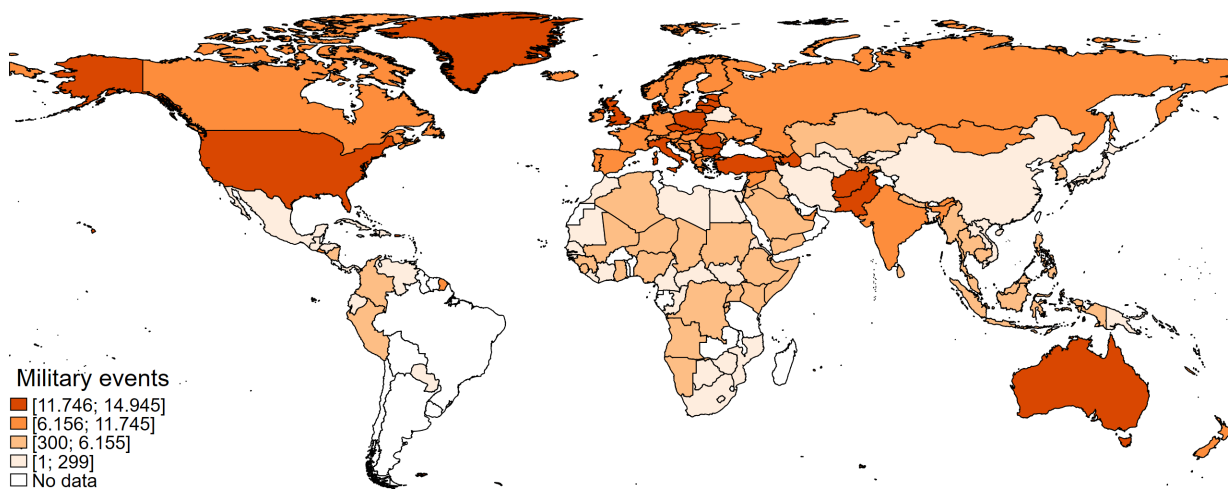 Military events
[11.746; 14.945]
[6.156; 11.745]
[300; 6.155]
[1; 299]
No data